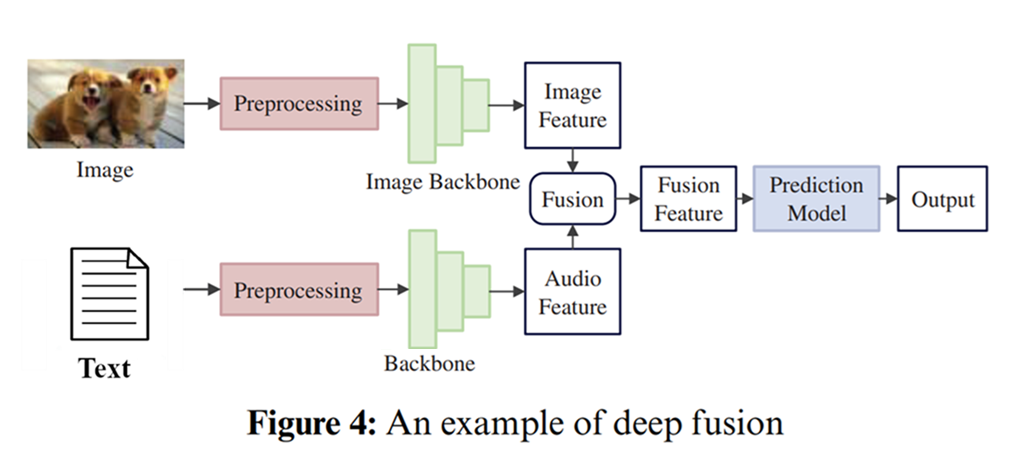 Image
Preprocessing
Image Backbone
Image
Feature
Fusion
Fusion
Feature
Prediction
Model
Output
Text
Preprocessing
Backbone
Audio
Feature
Figure 4: An example of deep fusion